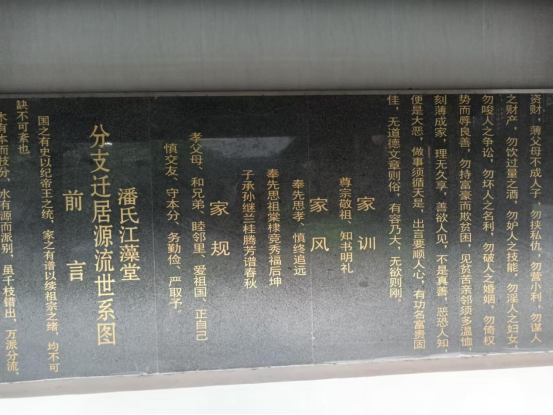 资财，薄父母不成人子，勿挟私仇，勿蒙小利，勿谋人
之财产，勿饮过量之酒，勿妒人之技能，勿淫人之妇女，
勿唆人之争讼，勿坏人之名利，勿破人之婚姻，勿倚权
势而辱良善，勿持富豪而欺贫困，见贫苦亲邻须多温恤，
刻薄成家，理无久享，善欲人见，不是真善，恶恐人知，
便是大恶，做事须循天是，出言要顺人心，有功名富贵固
佳，无道德文章则俗，有容乃大，无欲则刚。
家训
尊宗敬祖、知书明礼
家风
奉先思孝、慎终追远
奉先思祖棠棣秀福后坤
子承孙继兰桂腾芳谱春秋
家规
孝父母、和兄弟、睦邻里、爱祖国、正自己
慎交友、守本分、务勤俭、严取予，
潘氏江藻堂
分支迁居源流世系图
前言
国之有史以纪帝王之统，家之有谱以续祖宗之绪，均不可
缺不可紊也
木有本而枝分，水有源而派别，虽千枝错出，万派分流，